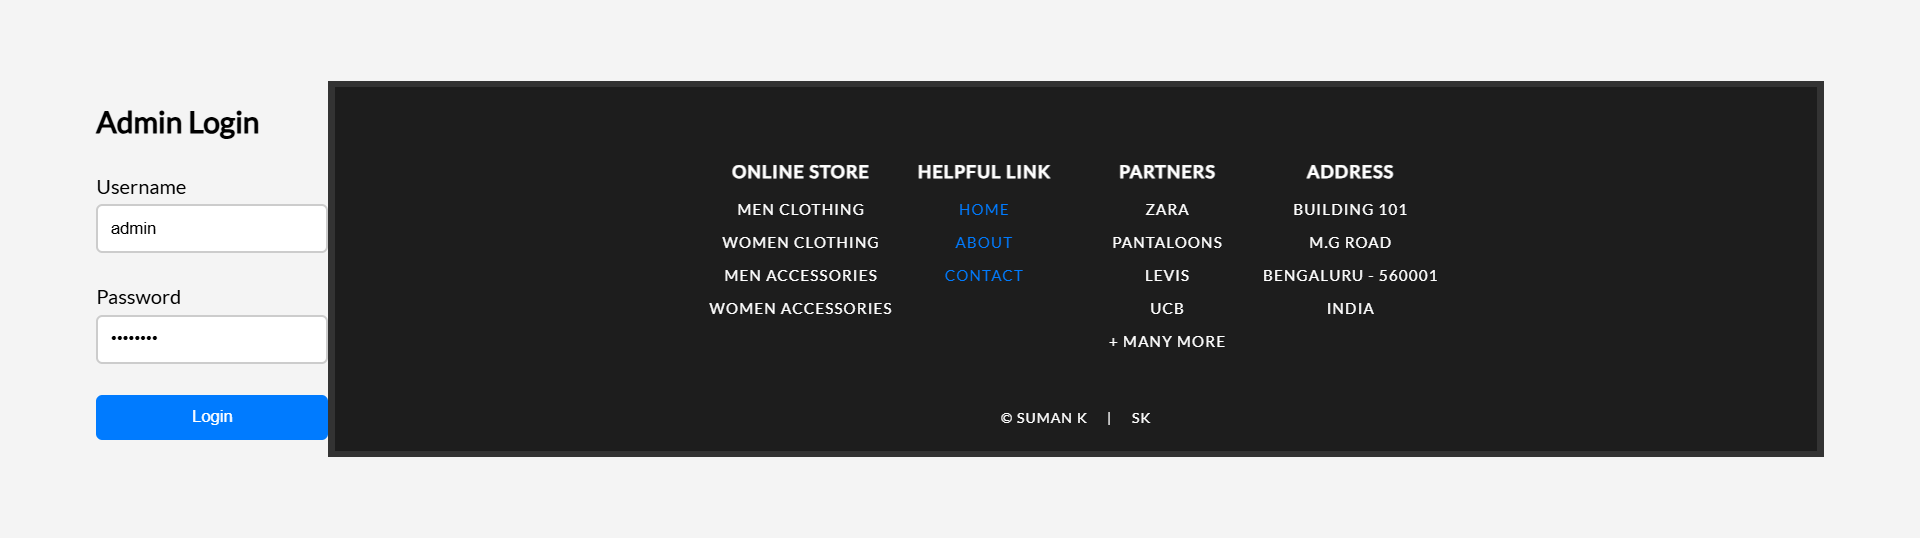 Admin Login
Username
admin
Password
••••••••
Login
ONLINE STORE
MEN CLOTHING
WOMEN CLOTHING
MEN ACCESSORIES
WOMEN ACCESSORIES
HELPFUL LINK
HOME
ABOUT
CONTACT
PARTNERS
ZARA
PANTALOONS
LEVIS
UCB
+ MANY MORE
ADDRESS
BUILDING 101
M.G ROAD
BENGALURU - 560001
INDIA
© SUMAN K | SK